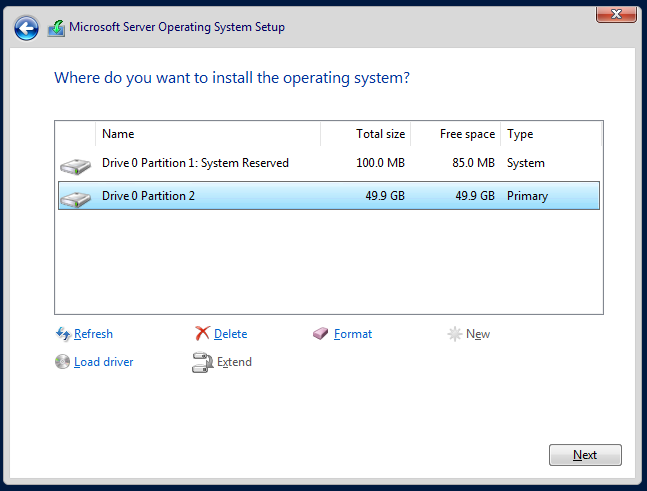 Microsoft Server Operating System Setup
Where do you want to install the operating system?
Name Total size Free space Type
Drive 0 Partition 1: System Reserved 100.0 MB 85.0 MB System
Drive 0 Partition 2 49.9 GB 49.9 GB Primary
Refresh Delete Format New
Load driver Extend
Next